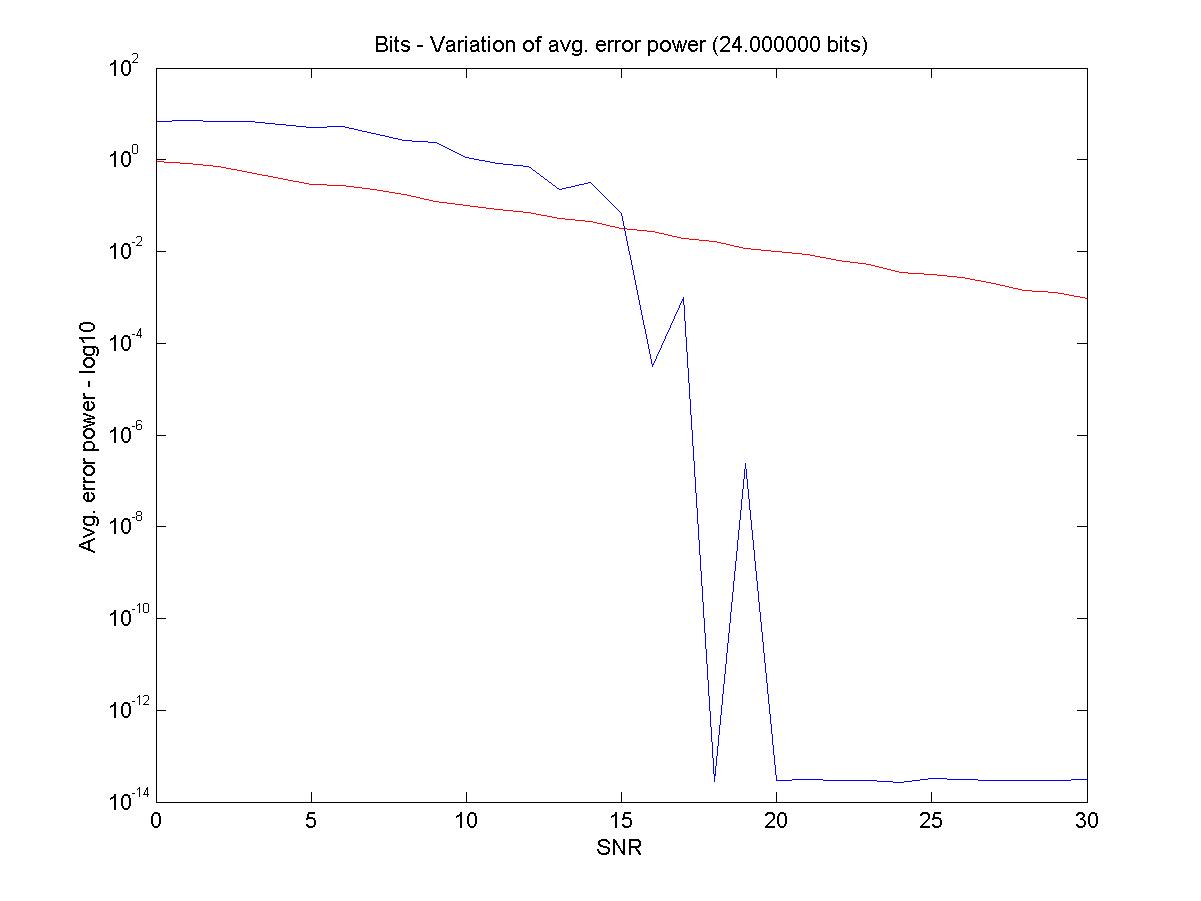 Bits - Variation of avg. error power (24.000000 bits)
10^2
10^0
10^-2
10^-4
10^-6
10^-8
10^-10
10^-12
10^-14
Avg. error power - log10
0 5 10 15 20 25 30
SNR